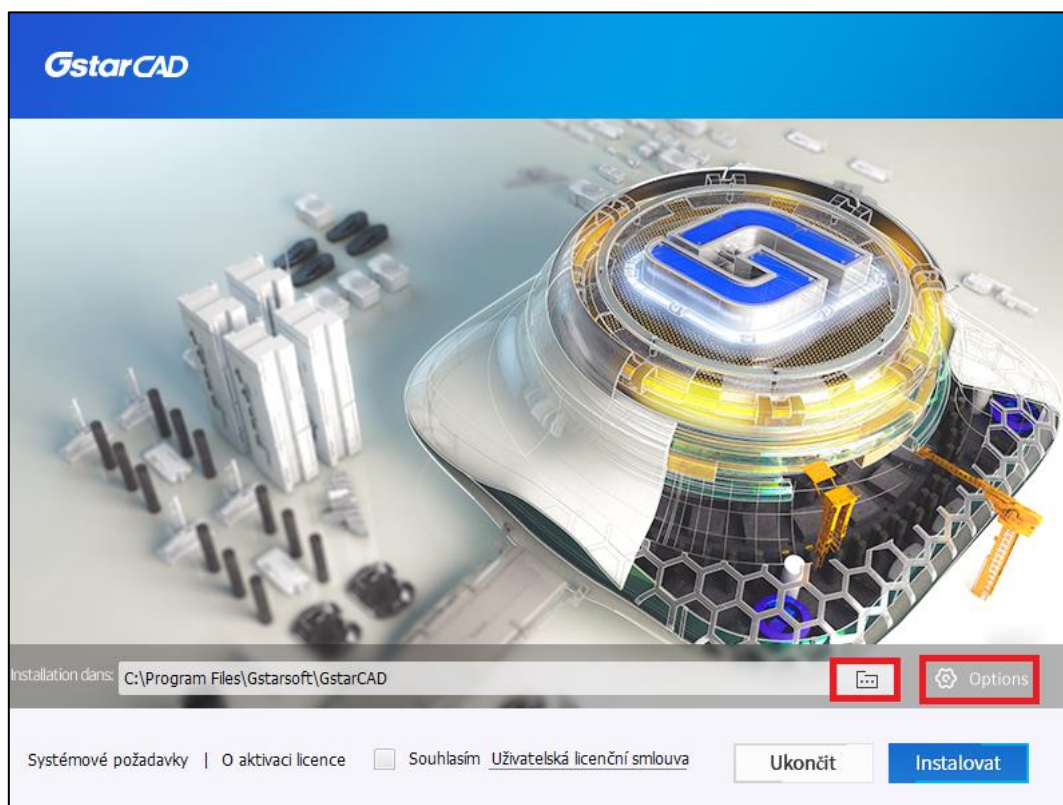 GstarCAD
Installation dans: C:\Program Files\Gstarsoft\GstarCAD Options
Systémové požadavky | O aktivaci licence Souhlasím Uživatelská licenční smlouva Ukončit Instalovat